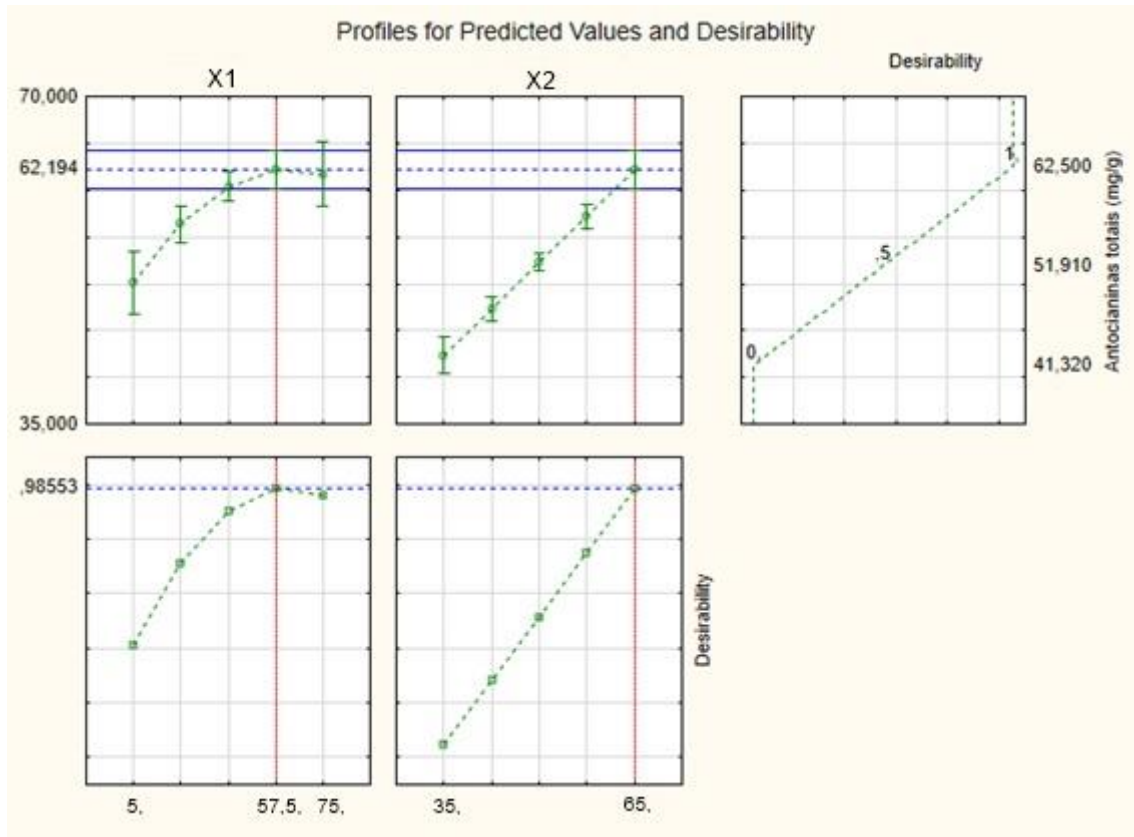 Profiles for Predicted Values and Desirability
X1
X2
Desirability
70,000
62,194
35,000
1,
,5
0
62,500
51,910
41,320
Antocianinas totais (mg/g)
,98553
Desirability
5,
57,5,
75,
35,
65,